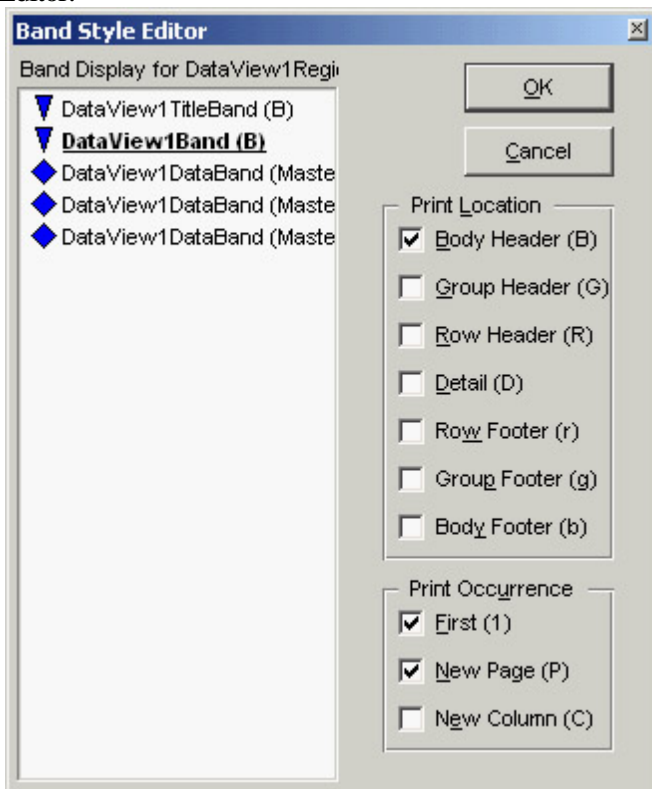 Editor.
Band Style Editor
Band Display for DataView1Regi
DataView1TitleBand (B)
DataView1Band (B)
DataView1DataBand (Maste
DataView1DataBand (Maste
DataView1DataBand (Maste
OK
Cancel
Print Location
Body Header (B)
Group Header (G)
Row Header (R)
Detail (D)
Row Footer (r)
Group Footer (g)
Body Footer (b)
Print Occurrence
First (1)
New Page (P)
New Column (C)